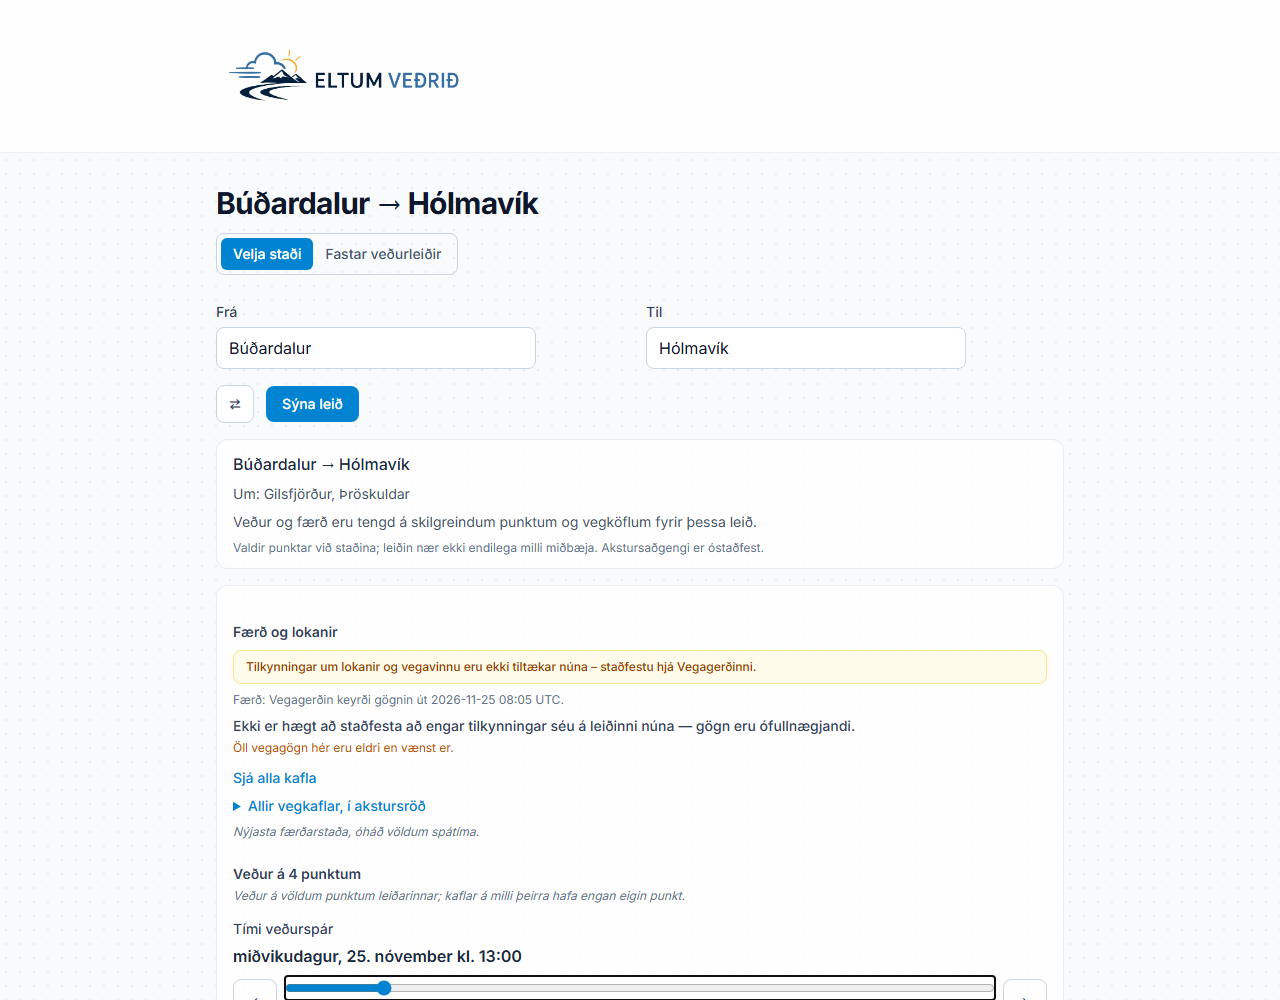 ELTUM VEÐRIÐ
Búðardalur → Hólmavík
Velja staði
Fastar veðurleiðir
Frá
Til
Búðardalur
Hólmavík
⇄
Sýna leið
Búðardalur → Hólmavík
Um: Gilsfjörður, Þröskuldar
Veður og færð eru tengd á skilgreindum punktum og vegköflum fyrir þessa leið.
Valdir punktar við staðina; leiðin nær ekki endilega milli miðbæja. Akstursaðgengi er óstaðfest.
Færð og lokanir
Tilkynningar um lokanir og vegavinnu eru ekki tiltækar núna – staðfestu hjá Vegagerðinni.
Færð: Vegagerðin keyrði gögnin út 2026-11-25 08:05 UTC.
Ekki er hægt að staðfesta að engar tilkynningar séu á leiðinni núna — gögn eru ófullnægjandi.
Öll vegagögn hér eru eldri en vænst er.
Sjá alla kafla
▶ Allir vegkaflar, í akstursröð
Nýjasta færðarstaða, óháð völdum spátíma.
Veður á 4 punktum
Veður á völdum punktum leiðarinnar; kaflar á milli þeirra hafa engan eigin punkt.
Tími veðurspár
miðvikudagur, 25. nóvember kl. 13:00